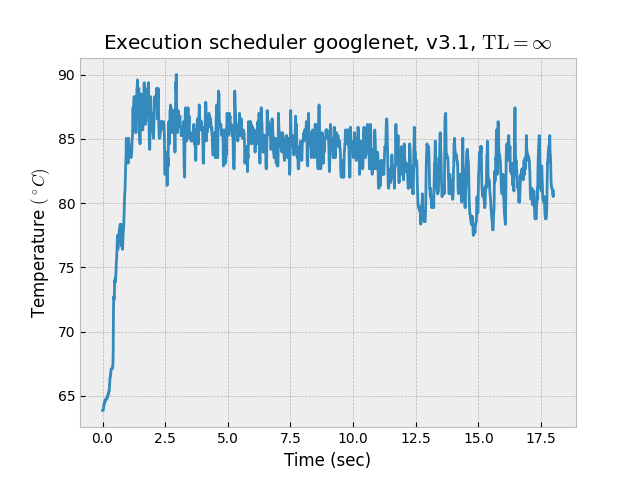 Execution scheduler googlenet, v3.1, TL = ∞
90
85
80
75
70
65
Temperature (°C)
0.0 2.5 5.0 7.5 10.0 12.5 15.0 17.5
Time (sec)